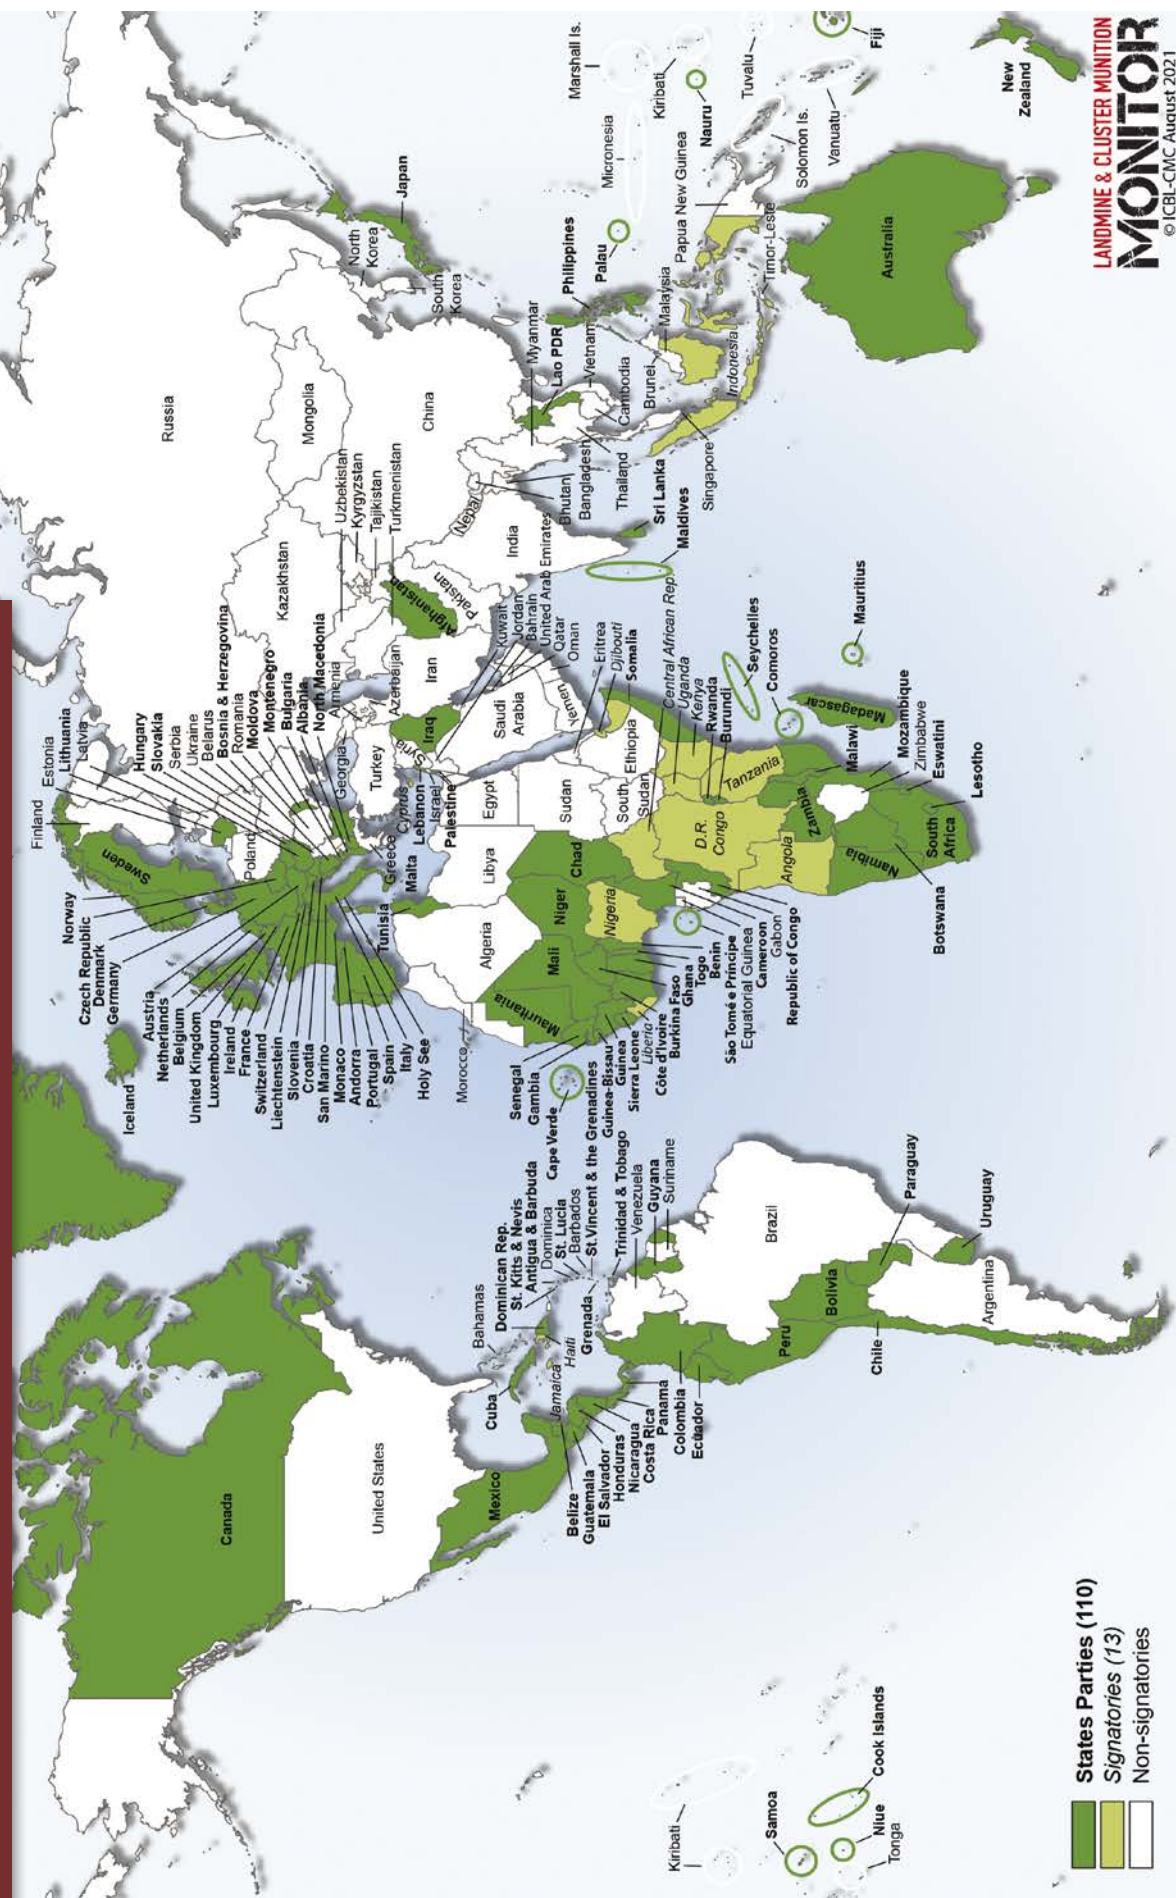 Marshall Is.
Micronesia
Kiribati
Nauru
Tuvalu
Fiji
Palau
Papua New Guinea
Solomon Is.
Vanuatu
New
Zealand
Japan
North
Korea
South
Korea
Philippines
Malaysia
Timor-Leste
Australia
Myanmar
Lao PDR
Vietnam
Cambodia
Brunei
Indonesia
Russia
Mongolia
China
Uzbekistan
Kyrgyzstan
Tajikistan
Turkmenistan
Nepal
Bhutan
Bangladesh
Thailand
Singapore
Kazakhstan
India
Sri Lanka
Maldives
Afghanistan
Pakistan
Kuwait
Jordan
Bahrain
United Arab Emirates
Qatar
Oman
Eritrea
Djibouti
Somalia
Central African Rep.
Uganda
Kenya
Rwanda
Burundi
Seychelles
Comoros
Mauritius
Finland
Estonia
Lithuania
Latvia
Hungary
Slovakia
Serbia
Ukraine
Belarus
Bosnia & Herzegovina
Romania
Moldova
Montenegro
Bulgaria
Albania
North Macedonia
Armenia
Georgia
Azerbaijan
Turkey
Iran
Iraq
Syria
Cyprus
Lebanon
Israel
Palestine
Saudi
Arabia
Yemen
Egypt
Sudan
Ethiopia
South
Sudan
Tanzania
Madagascar
Malawi
Mozambique
Zimbabwe
Eswatini
Lesotho
Poland
Greece
Malta
Sweden
Norway
Czech Republic
Denmark
Germany
Austria
Netherlands
Belgium
United Kingdom
Luxembourg
Ireland
France
Switzerland
Liechtenstein
Slovenia
Croatia
San Marino
Monaco
Andorra
Portugal
Spain
Italy
Holy See
Tunisia
Libya
Chad
D.R.
Congo
Zambia
Angola
Namibia
South
Africa
Botswana
Algeria
Niger
Nigeria
Mali
Mauritania
Morocco
Iceland
Benin
Togo
Ghana
Burkina Faso
Côte d'Ivoire
Liberia
Sierra Leone
Guinea
Guinea-Bissau
São Tomé e Príncipe
Equatorial Guinea
Cameroon
Gabon
Republic of Congo
Senegal
Gambia
Cape Verde
Bahamas
Dominican Rep.
St. Kitts & Nevis
Antigua & Barbuda
Dominica
St. Lucia
Barbados
St.Vincent & the Grenadines
Trinidad & Tobago
Venezuela
Guyana
Suriname
Grenada
Haiti
Jamaica
Cuba
Brazil
Paraguay
Uruguay
Bolivia
Argentina
Peru
Chile
Canada
United States
Mexico
Belize
Guatemala
El Salvador
Honduras
Nicaragua
Costa Rica
Panama
Colombia
Ecuador
Kiribati
Samoa
Cook Islands
Niue
Tonga
States Parties (110)
Signatories (13)
Non-signatories
LANDMINE & CLUSTER MUNITION
MONITOR
© ICBL-CMC August 2021